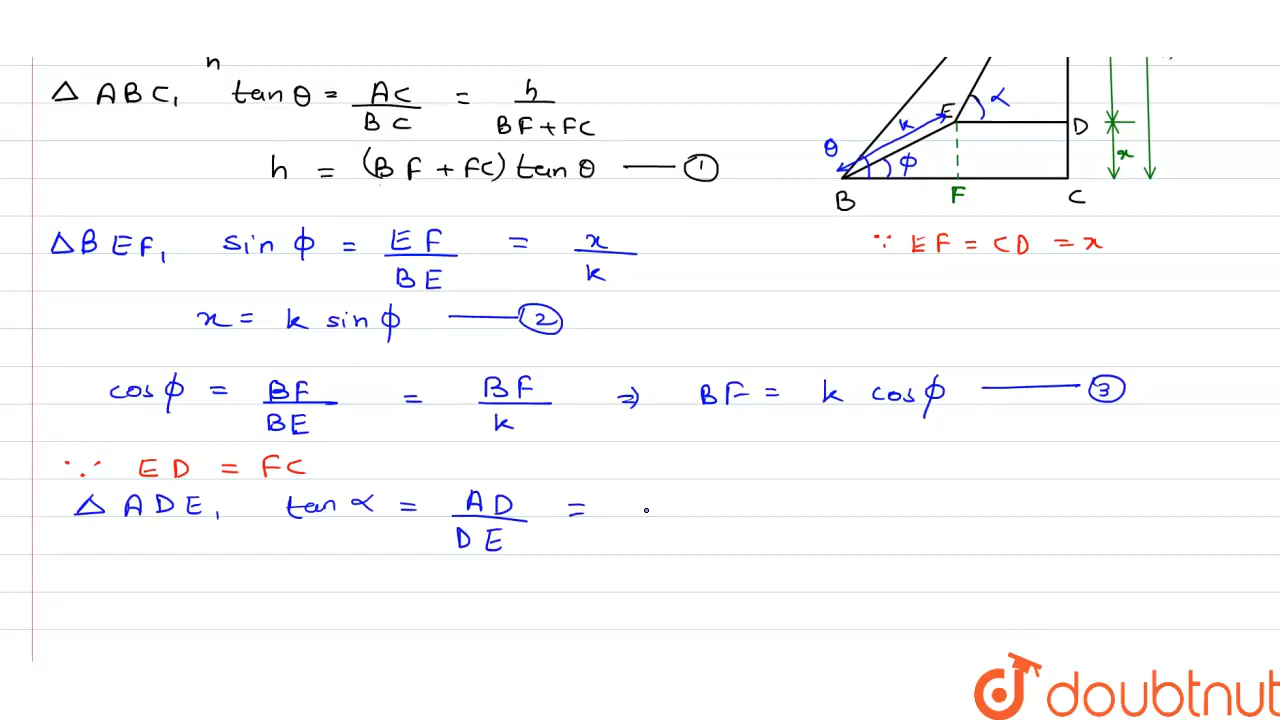 h
△ ABC, tan θ = AC / BC = h / BF + FC
h = (BF + FC) tan θ —— ①
△ BEF, sin ϕ = EF / BE = x / k
x = k sin ϕ —— ②
cos ϕ = BF / BE = BF / k ⇒ BF = k cos ϕ —— ③
∵ ED = FC
△ ADE, tan α = AD / DE =
α
E
D
k
x
θ
ϕ
B
F
C
∵ EF = CD = x
doubtnut